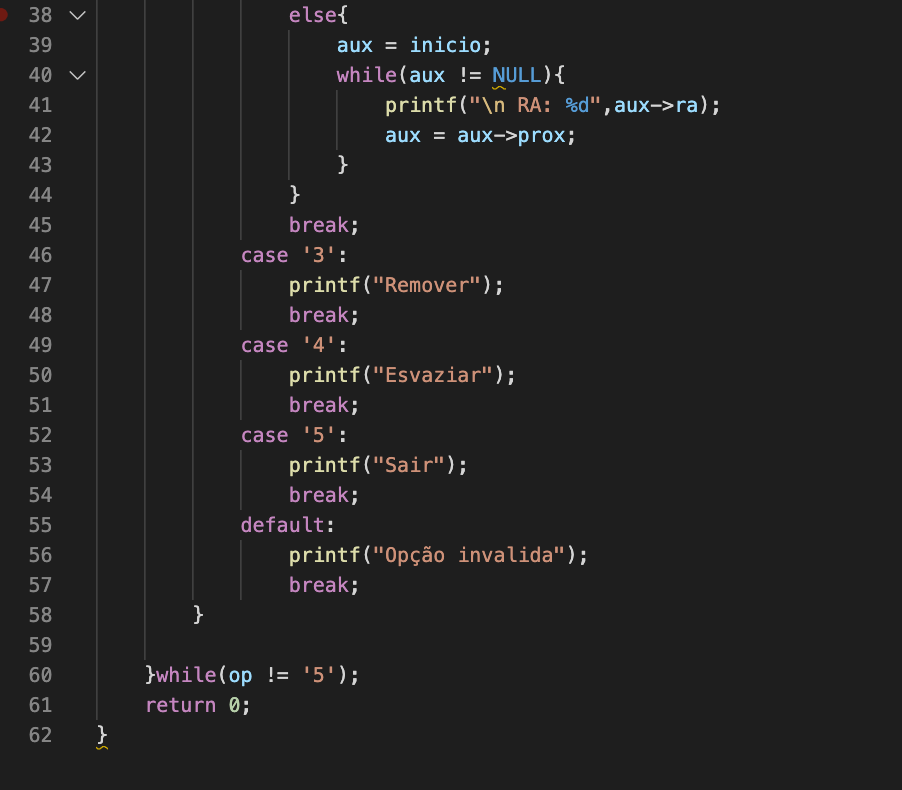 38 else{
39 aux = inicio;
40 while(aux != NULL){
41 printf("\n RA: %d",aux->ra);
42 aux = aux->prox;
43 }
44 }
45 break;
46 case '3':
47 printf("Remover");
48 break;
49 case '4':
50 printf("Esvaziar");
51 break;
52 case '5':
53 printf("Sair");
54 break;
55 default:
56 printf("Opção invalida");
57 break;
58 }
59
60 }while(op != '5');
61 return 0;
62 }